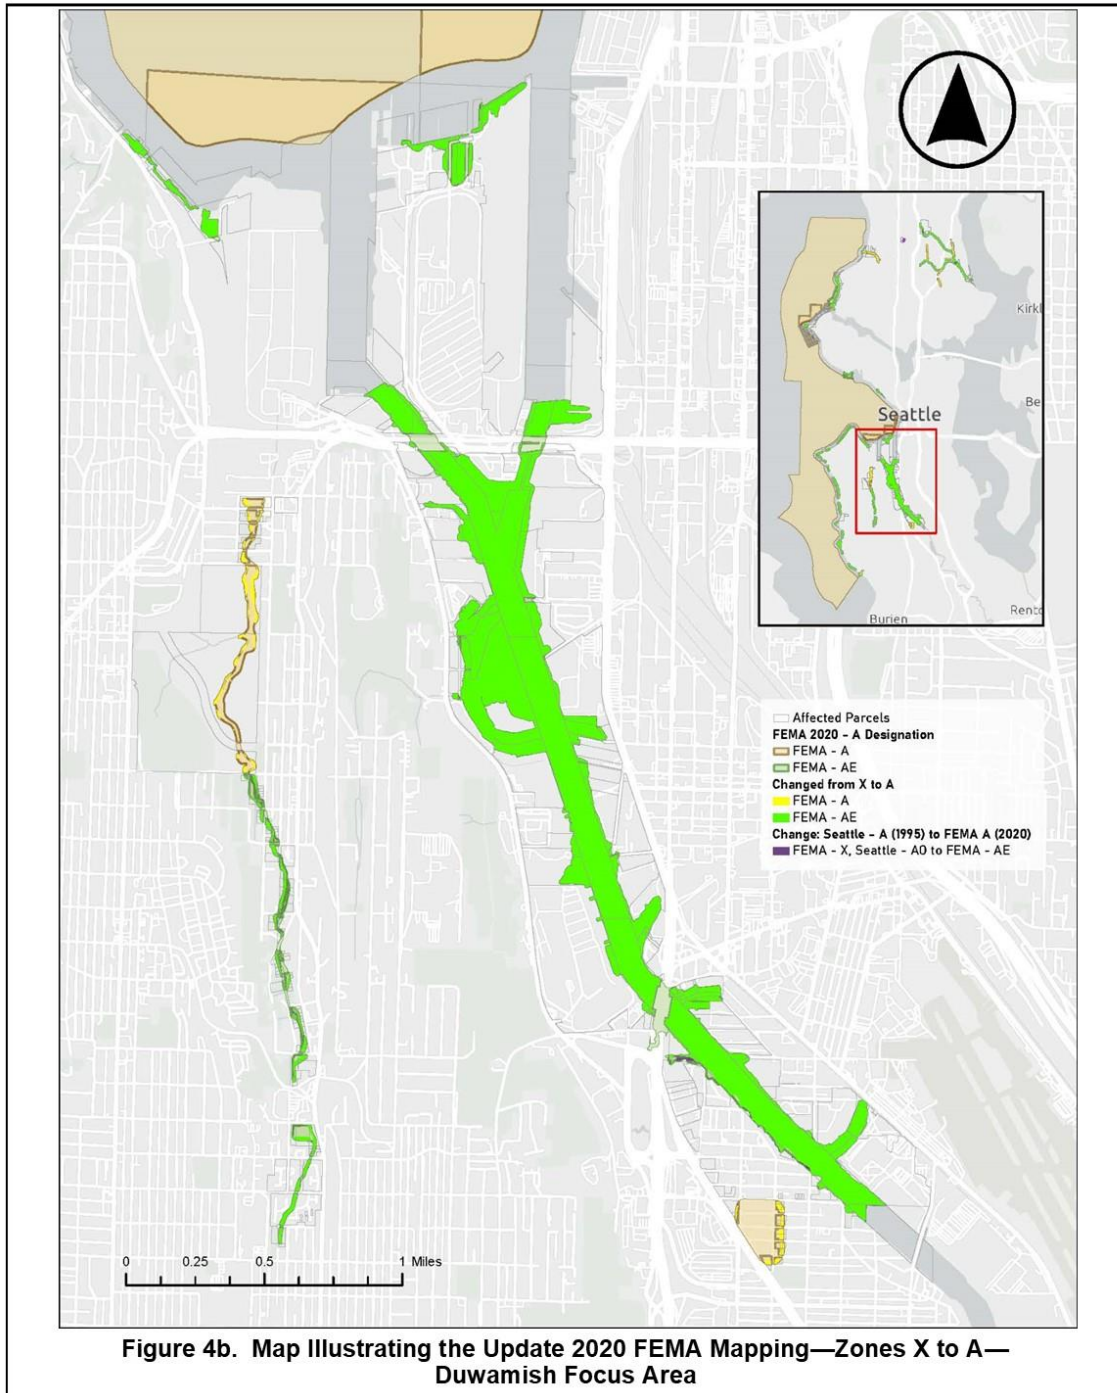 Kirkl
Be
Seattle
Burien
Rento
Affected Parcels
FEMA 2020 - A Designation
FEMA - A
FEMA - AE
Changed from X to A
FEMA - A
FEMA - AE
Change: Seattle - A (1995) to FEMA A (2020)
FEMA - X, Seattle - AO to FEMA - AE
0 0.25 0.5 1 Miles
Figure 4b. Map Illustrating the Update 2020 FEMA Mapping—Zones X to A—
Duwamish Focus Area